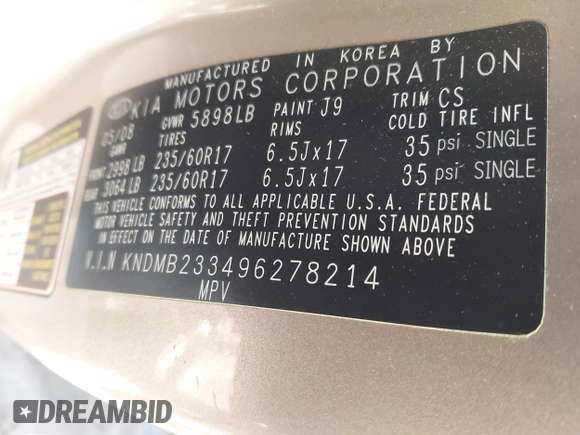 MANUFACTURED IN KOREA BY
KIA KIA MOTORS CORPORATION
05/08 GVWR 5898LB PAINT J9 TRIM CS
GAWR TIRES RIMS COLD TIRE INFL
FRONT 2998 LB 235/60R17 6.5Jx17 35 psi SINGLE
REAR 3064 LB 235/60R17 6.5Jx17 35 psi SINGLE
THIS VEHICLE CONFORMS TO ALL APPLICABLE U.S.A. FEDERAL
MOTOR VEHICLE SAFETY AND THEFT PREVENTION STANDARDS
IN EFFECT ON THE DATE OF MANUFACTURE SHOWN ABOVE
V.I.N KNDMB233496278214
MPV
DREAMBID